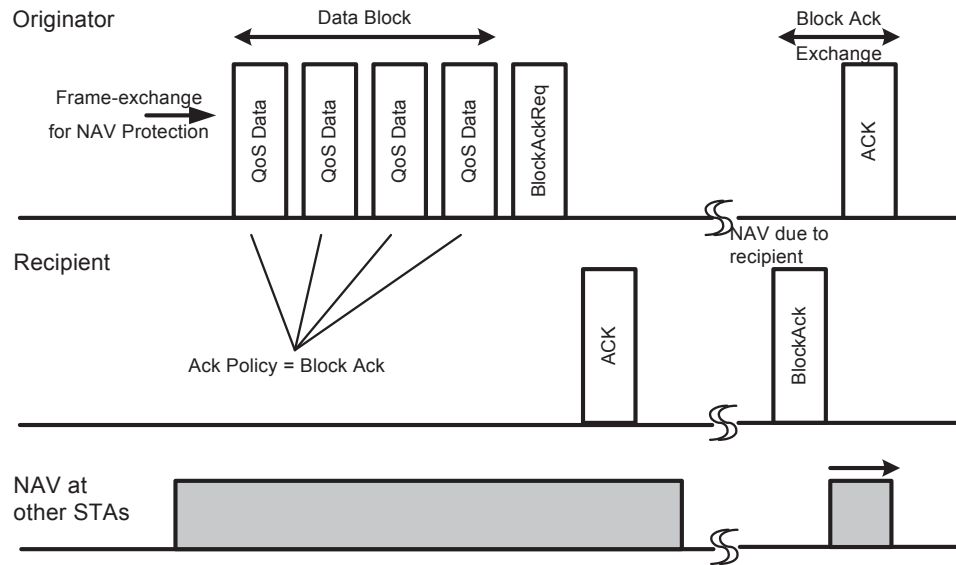 Originator
Data Block
Block Ack
Exchange
Frame-exchange
for NAV Protection
QoS Data
QoS Data
QoS Data
QoS Data
BlockAckReq
ACK
NAV due to
recipient
Recipient
ACK
BlockAck
Ack Policy = Block Ack
NAV at
other STAs